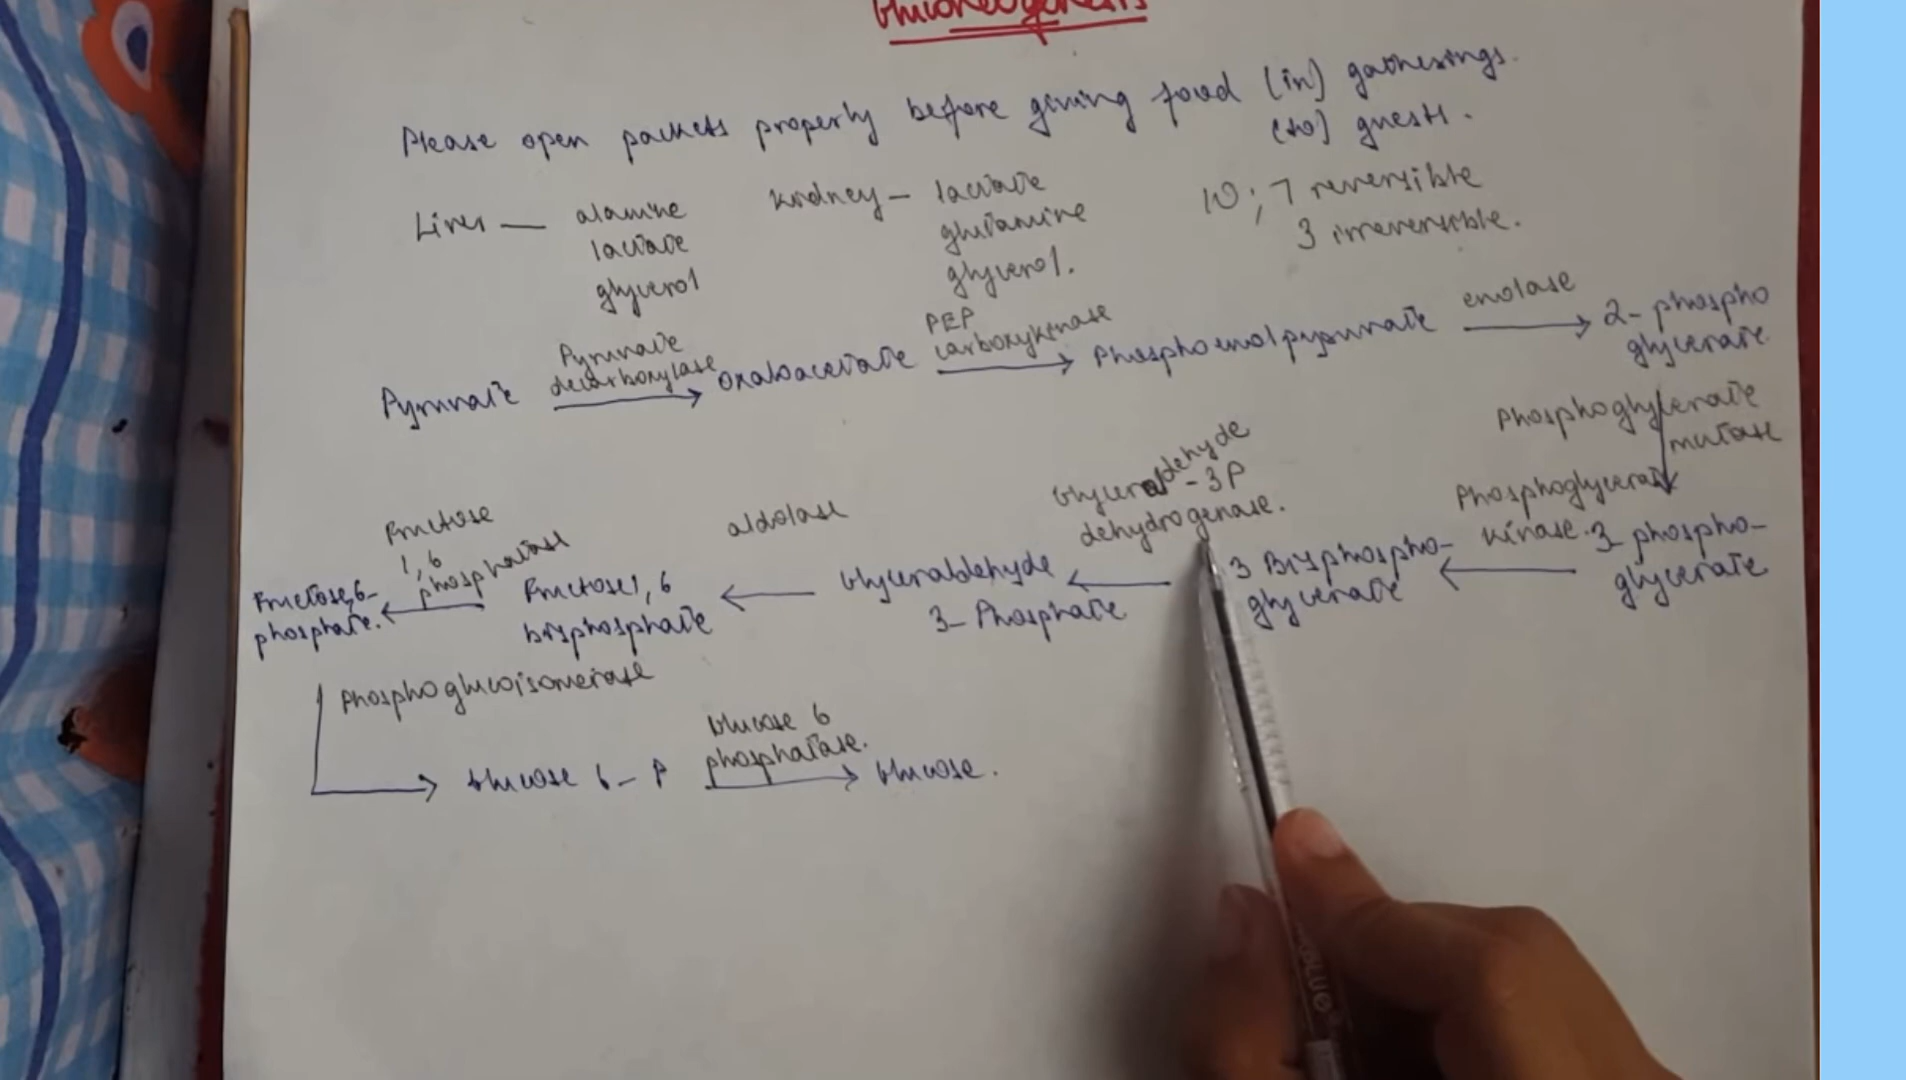 Gluconeogenesis
Please open packets properly before giving food (in) gatherings.
(to) guests.
Liver — alanine
lactate
glycerol
Kidney — lactate
glutamine
glycerol.
10; 7 reversible
3 irreversible.
Pyruvate
Pyruvate
decarboxylase
Oxaloacetate
PEP
carboxykinase
Phosphoenolpyruvate
enolase
2- phospho
glycerate
Phosphoglycerate
mutase
3- phospho-
glycerate
Phosphoglycerate
kinase.
3 Bisphospho-
glycerate
Glyceraldehyde
- 3P
dehydrogenase.
Glyceraldehyde
3- Phosphate
aldolase
Fructose 1,6
bisphosphate
Fructose
1,6
phosphatase
Fructose,6-
phosphate.
Phosphoglucoisomerase
Glucose 6 - P
Glucose 6
phosphatase.
Glucose.